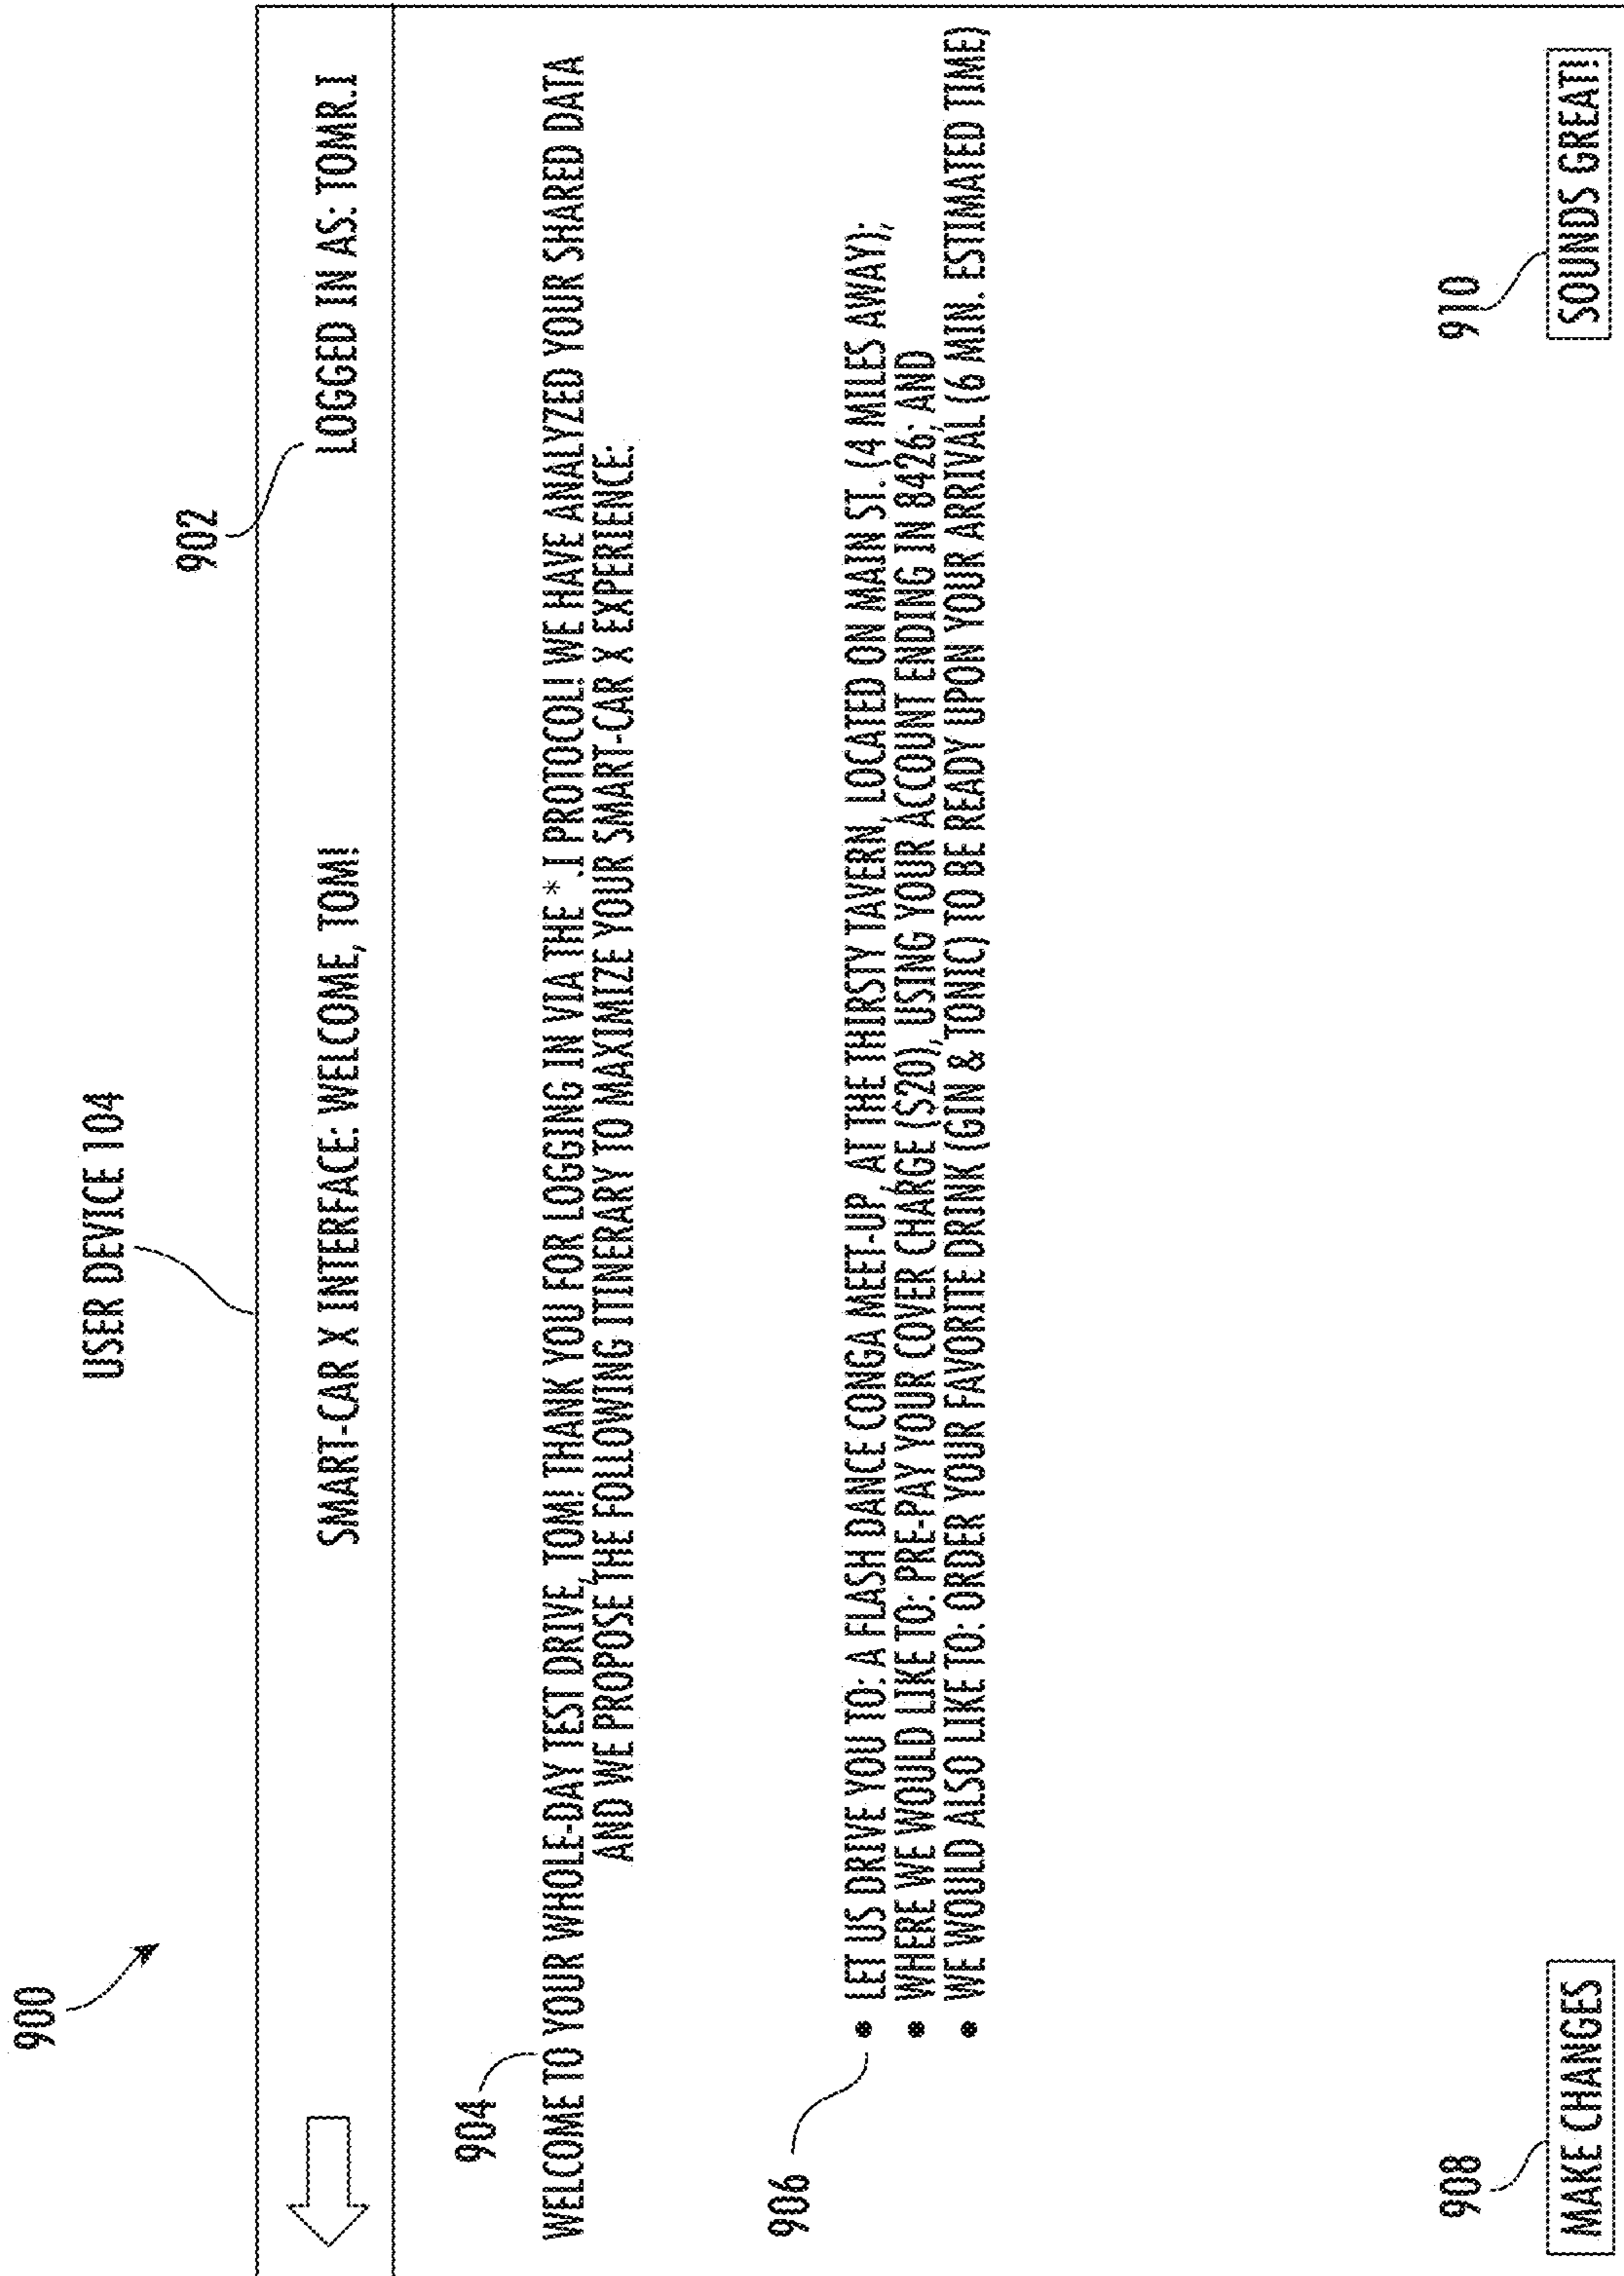 900
USER DEVICE 104
902
SMART-CAR X INTERFACE: WELCOME, TOM!
LOGGED IN AS: TOMR.I
904
WELCOME TO YOUR WHOLE-DAY TEST DRIVE, TOM! THANK YOU FOR LOGGING IN VIA THE *.I PROTOCOL! WE HAVE ANALYZED YOUR SHARED DATA
AND WE PROPOSE THE FOLLOWING ITINERARY TO MAXIMIZE YOUR SMART-CAR X EXPERIENCE:
906
• LET US DRIVE YOU TO: A FLASH DANCE CONGA MEET-UP, AT THE THIRSTY TAVERN, LOCATED ON MAIN ST. (4 MILES AWAY);
• WHERE WE WOULD LIKE TO: PRE-PAY YOUR COVER CHARGE ($20), USING YOUR ACCOUNT ENDING IN 8426; AND
• WE WOULD ALSO LIKE TO: ORDER YOUR FAVORITE DRINK (GIN & TONIC) TO BE READY UPON YOUR ARRIVAL (6 MIN. ESTIMATED TIME)
908
MAKE CHANGES
910
SOUNDS GREAT!